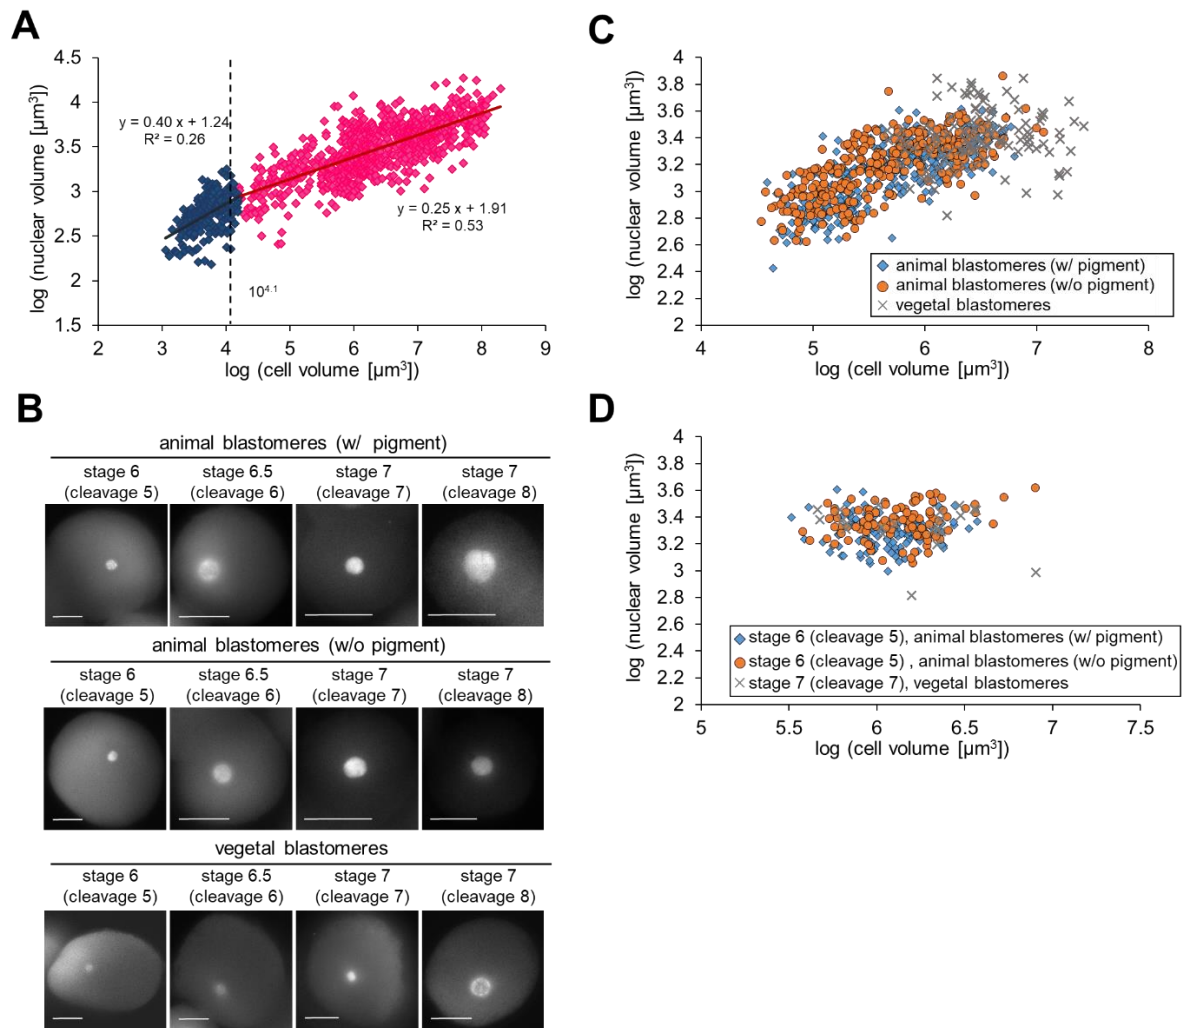 A
4.5
4
3.5
3
2.5
2
1.5
log (nuclear volume [µm³])
y = 0.40 x + 1.24
R² = 0.26
y = 0.25 x + 1.91
R² = 0.53
10⁴·¹
2 3 4 5 6 7 8 9
log (cell volume [µm³])
B
animal blastomeres (w/ pigment)
stage 6 stage 6.5 stage 7 stage 7
(cleavage 5) (cleavage 6) (cleavage 7) (cleavage 8)
animal blastomeres (w/o pigment)
stage 6 stage 6.5 stage 7 stage 7
(cleavage 5) (cleavage 6) (cleavage 7) (cleavage 8)
vegetal blastomeres
stage 6 stage 6.5 stage 7 stage 7
(cleavage 5) (cleavage 6) (cleavage 7) (cleavage 8)
C
4
3.8
3.6
3.4
3.2
3
2.8
2.6
2.4
2.2
2
log (nuclear volume [µm³])
animal blastomeres (w/ pigment)
animal blastomeres (w/o pigment)
vegetal blastomeres
4 5 6 7 8
log (cell volume [µm³])
D
4
3.8
3.6
3.4
3.2
3
2.8
2.6
2.4
2.2
2
log (nuclear volume [µm³])
stage 6 (cleavage 5), animal blastomeres (w/ pigment)
stage 6 (cleavage 5) , animal blastomeres (w/o pigment)
stage 7 (cleavage 7), vegetal blastomeres
5 5.5 6 6.5 7 7.5
log (cell volume [µm³])